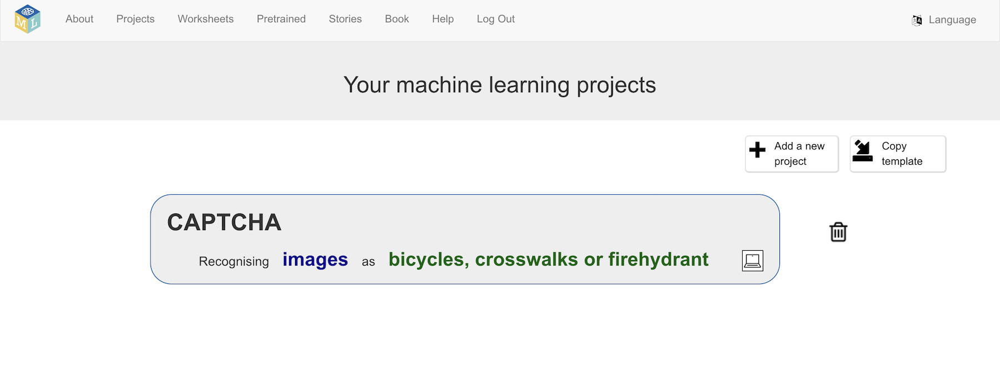 M L
About Projects Worksheets Pretrained Stories Book Help Log Out Language
Your machine learning projects
Add a new
project
Copy
template
CAPTCHA
Recognising images as bicycles, crosswalks or firehydrant